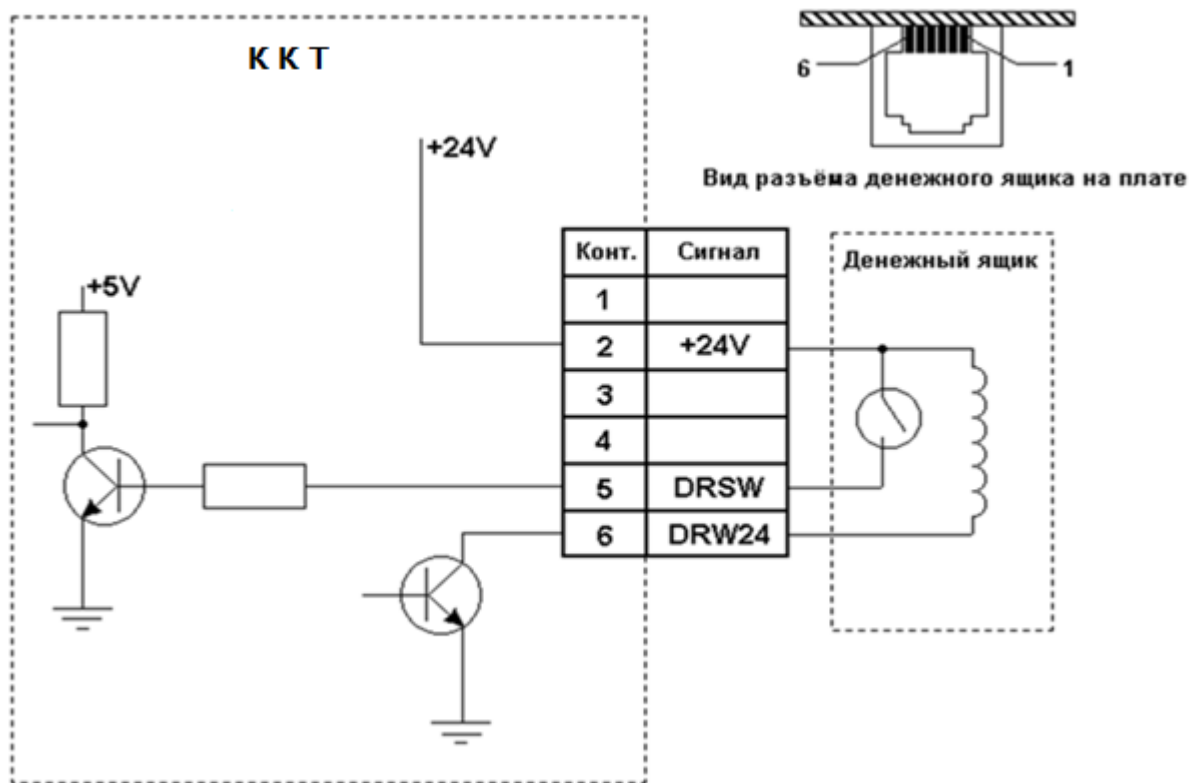 ККТ
6
1
Вид разъёма денежного ящика на плате
+24V
+5V
Конт. Сигнал
1
2 +24V
3
4
5 DRSW
6 DRW24
Денежный ящик